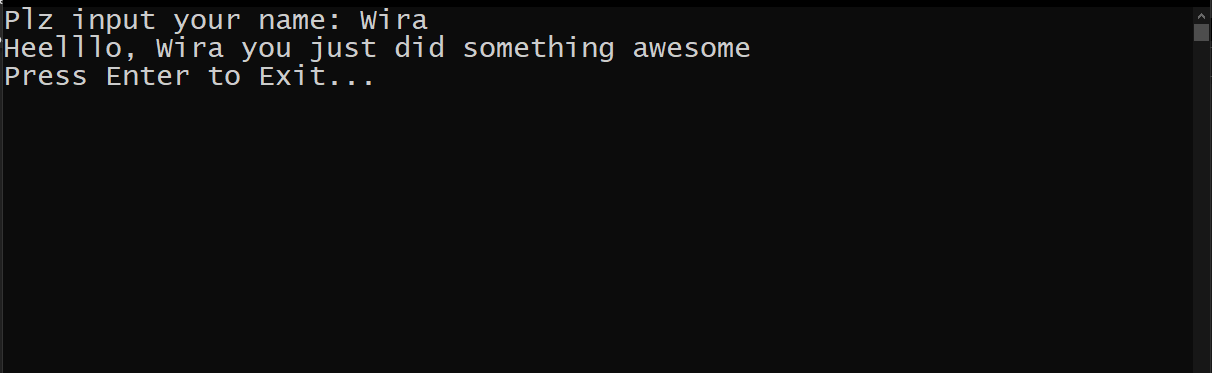 Plz input your name: Wira
Heelllo, Wira you just did something awesome
Press Enter to Exit...